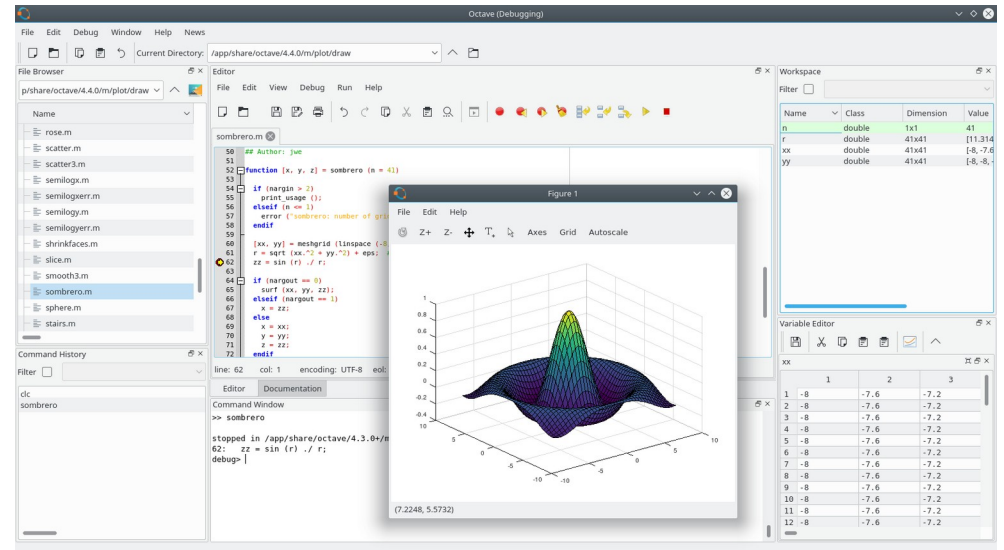 Octave (Debugging)
File Edit Debug Window Help News
Current Directory: /app/share/octave/4.4.0/m/plot/draw
File Browser
p/share/octave/4.4.0/m/plot/draw
Name
rose.m
scatter.m
scatter3.m
semilogx.m
semilogxerr.m
semilogy.m
semilogyerr.m
shrinkfaces.m
slice.m
smooth3.m
sombrero.m
sphere.m
stairs.m
Command History
Filter
clc
sombrero
Editor
File Edit View Debug Run Help
sombrero.m
50 ## Author: jwe
51
52 function [x, y, z] = sombrero (n = 41)
53
54 if (nargin > 2)
55 print_usage ();
56 elseif (n <= 1)
57 error ("sombrero: number of gri
58 endif
59
60 [xx, yy] = meshgrid (linspace (-8,
61 r = sqrt (xx.^2 + yy.^2) + eps;
62 zz = sin (r) ./ r;
63
64 if (nargout == 0)
65 surf (xx, yy, zz);
66 elseif (nargout == 1)
67 x = zz;
68 else
69 x = xx;
70 y = yy;
71 z = zz;
72 endif
line: 62 col: 1 encoding: UTF-8 eol:
Editor Documentation
Command Window
>> sombrero
stopped in /app/share/octave/4.3.0+/m
62: zz = sin (r) ./ r;
debug>
Figure 1
File Edit Help
Z+ Z- Axes Grid Autoscale
1
0.8
0.6
0.4
0.2
0
-0.2
-0.4
10
5
0
-5
-10
-10
-5
0
5
10
(7.2248, 5.5732)
Workspace
Filter
Name Class Dimension Value
n double 1x1 41
r double 41x41 [11.314
xx double 41x41 [-8, -7.6
yy double 41x41 [-8, -8, -
Variable Editor
xx
1 2 3
1 -8 -7.6 -7.2
2 -8 -7.6 -7.2
3 -8 -7.6 -7.2
4 -8 -7.6 -7.2
5 -8 -7.6 -7.2
6 -8 -7.6 -7.2
7 -8 -7.6 -7.2
8 -8 -7.6 -7.2
9 -8 -7.6 -7.2
10 -8 -7.6 -7.2
11 -8 -7.6 -7.2
12 -8 -7.6 -7.2